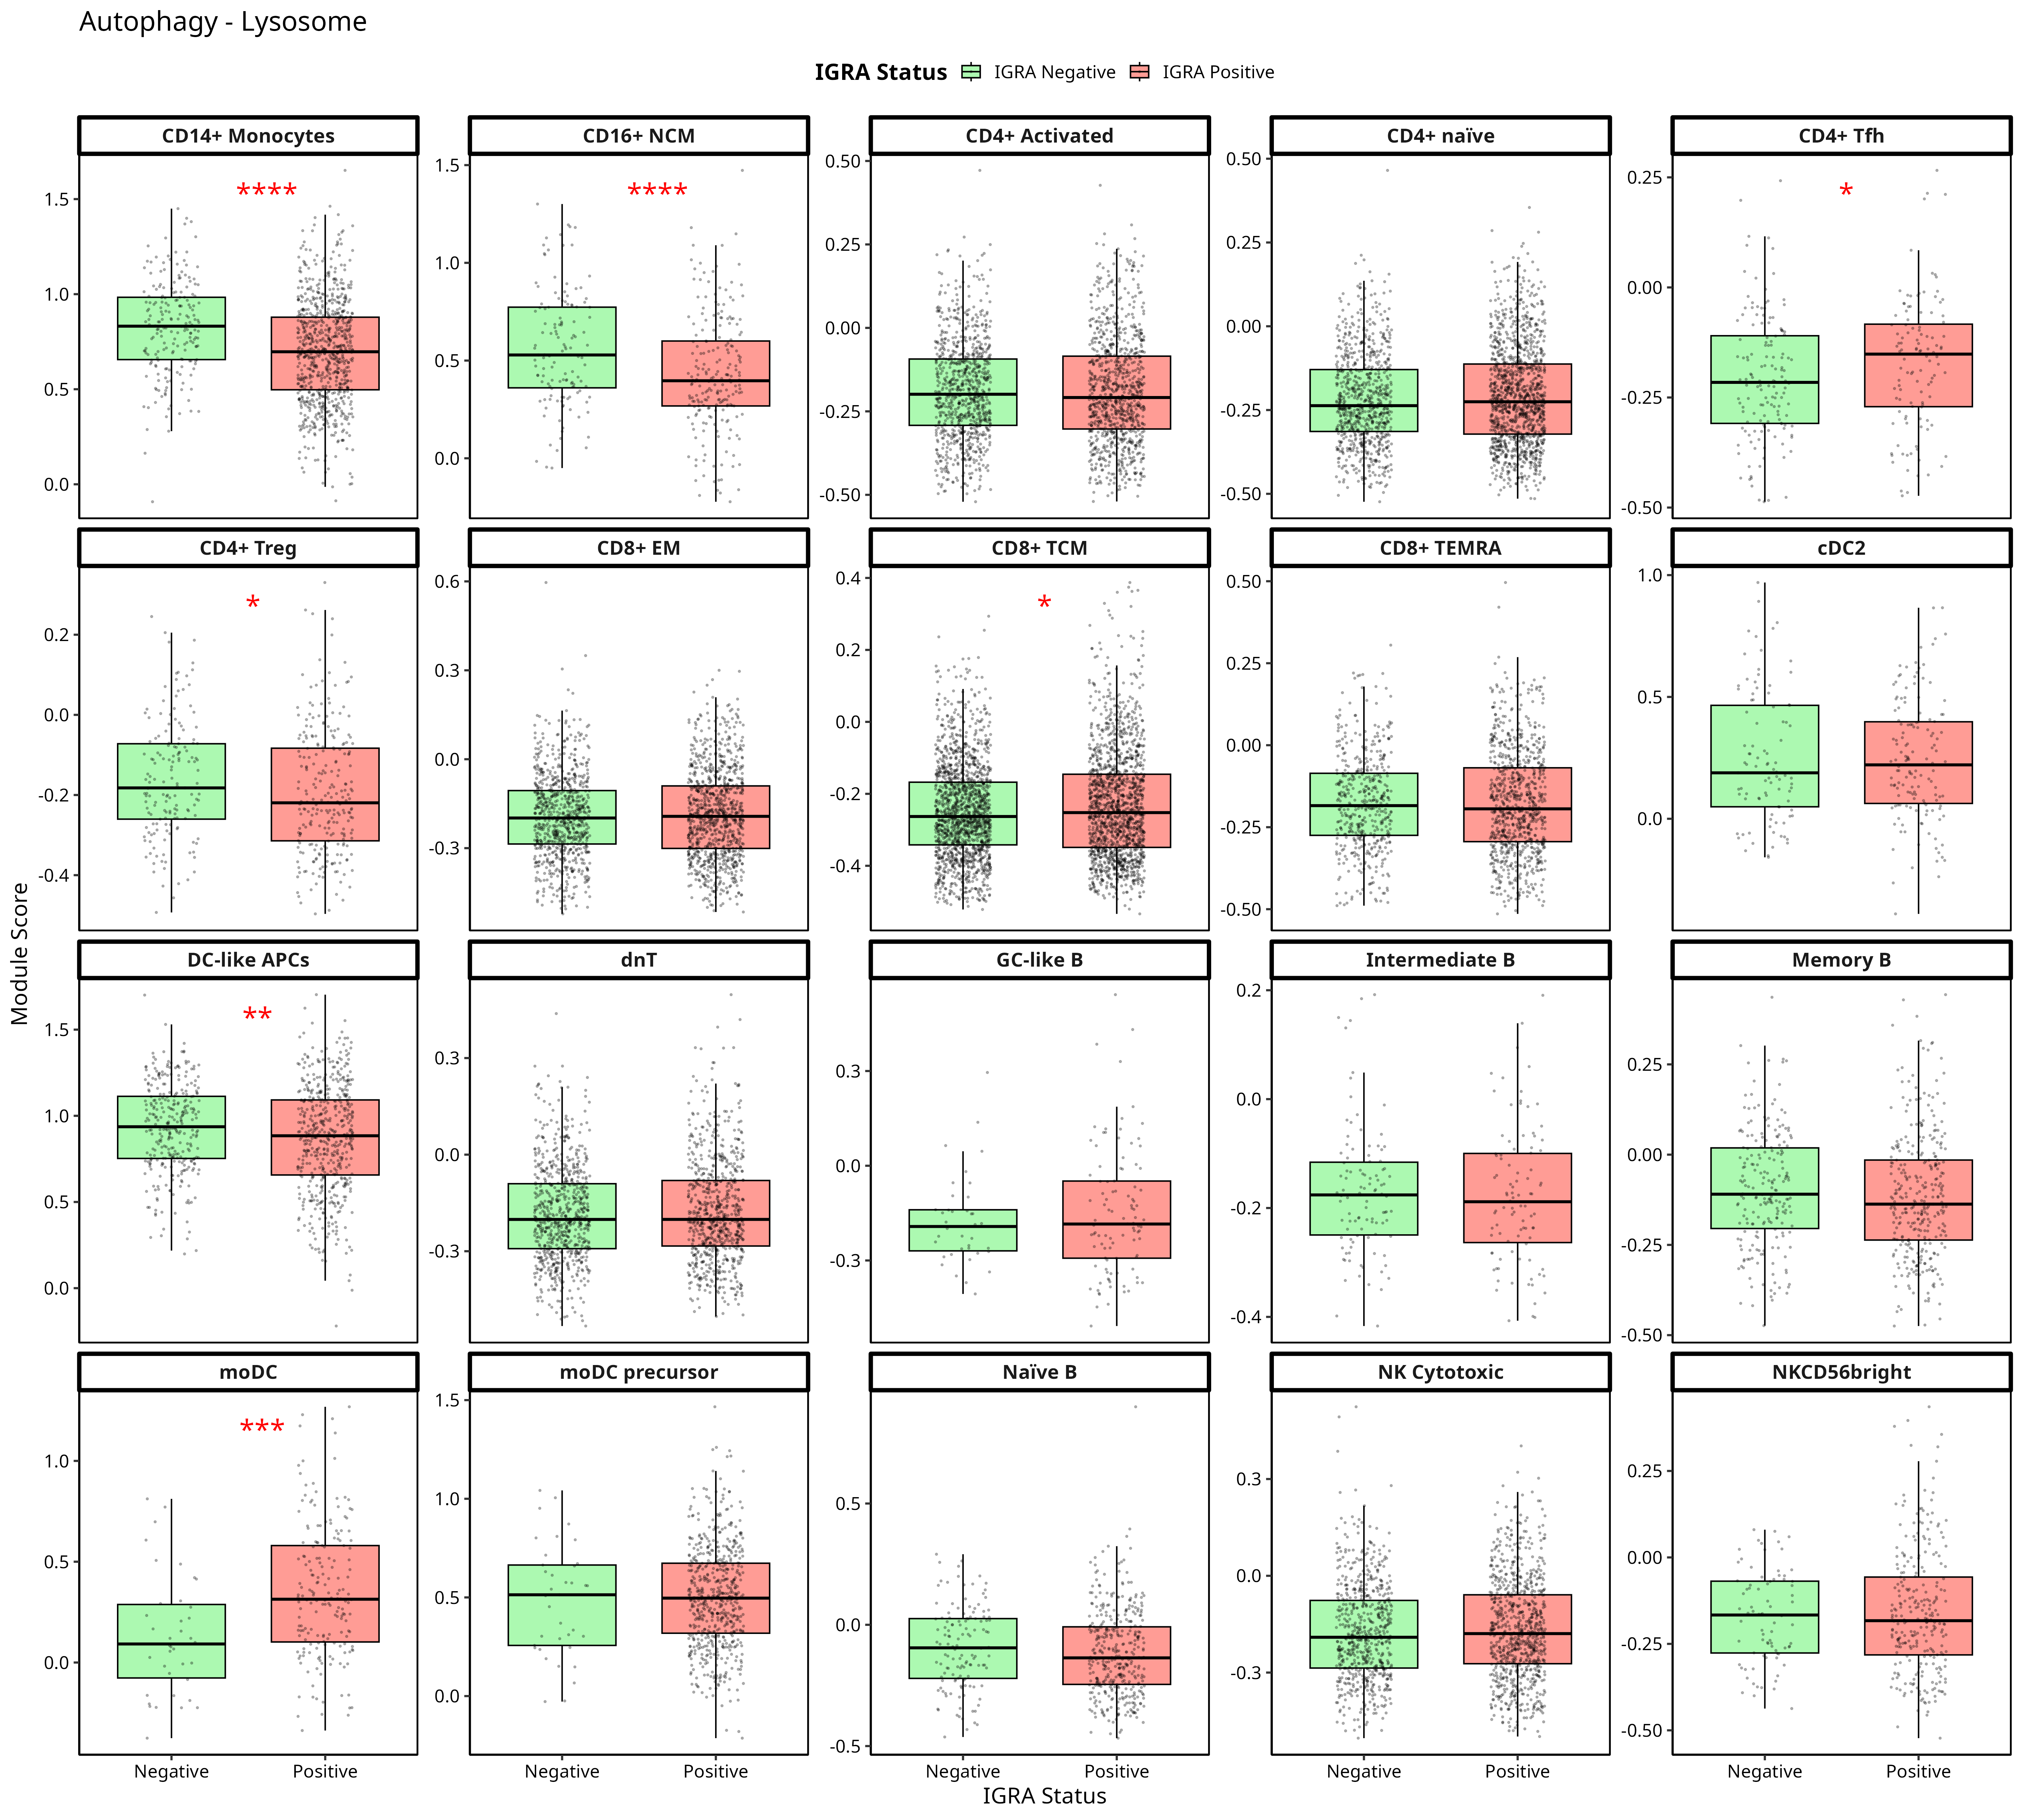 Autophagy - Lysosome
IGRA Status IGRA Negative IGRA Positive
CD14+ Monocytes CD16+ NCM CD4+ Activated CD4+ naïve CD4+ Tfh
**** **** *
1.5 1.0 0.5 0.0
1.5 1.0 0.5 0.0
0.50 0.25 0.00 -0.25 -0.50
0.50 0.25 0.00 -0.25 -0.50
0.25 0.00 -0.25 -0.50
CD4+ Treg CD8+ EM CD8+ TCM CD8+ TEMRA cDC2
* *
0.2 0.0 -0.2 -0.4
0.6 0.3 0.0 -0.3
0.4 0.2 0.0 -0.2 -0.4
0.50 0.25 0.00 -0.25 -0.50
1.0 0.5 0.0
Module Score
DC-like APCs dnT GC-like B Intermediate B Memory B
**
1.5 1.0 0.5 0.0
0.3 0.0 -0.3
0.3 0.0 -0.3
0.2 0.0 -0.2 -0.4
0.25 0.00 -0.25 -0.50
moDC moDC precursor Naïve B NK Cytotoxic NKCD56bright
***
1.0 0.5 0.0
1.5 1.0 0.5 0.0
0.5 0.0 -0.5
0.3 0.0 -0.3
0.25 0.00 -0.25 -0.50
Negative Positive Negative Positive Negative Positive Negative Positive Negative Positive
IGRA Status